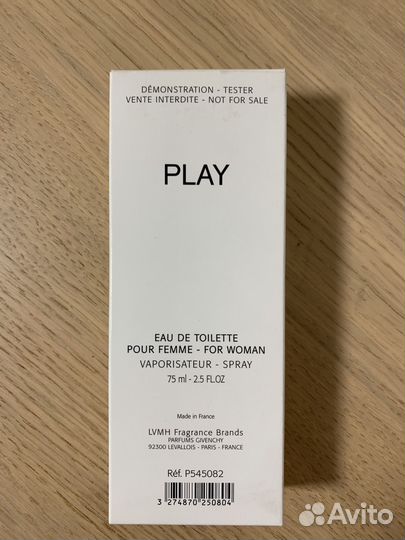 DÉMONSTRATION - TESTER
VENTE INTERDITE - NOT FOR SALE
PLAY
EAU DE TOILETTE
POUR FEMME - FOR WOMAN
VAPORISATEUR - SPRAY
75 ml - 2.5 FL.OZ
Made in France
LVMH Fragrance Brands
PARFUMS GIVENCHY
92300 LEVALLOIS - PARIS - FRANCE
Réf. P545082
3 274870 250804
Avito